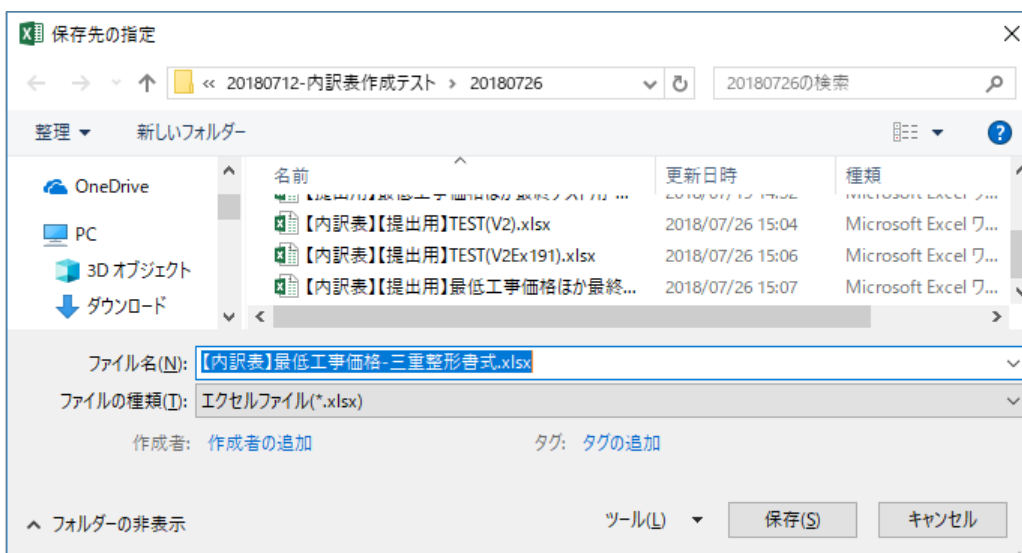 保存先の指定
« 20180712-内訳表作成テスト › 20180726
20180726の検索
整理 新しいフォルダー
名前 更新日時 種類
OneDrive
PC
3D オブジェクト
ダウンロード
【内訳表】【提出用】TEST(V2).xlsx 2018/07/26 15:04 Microsoft Excel ワ...
【内訳表】【提出用】TEST(V2Ex191).xlsx 2018/07/26 15:06 Microsoft Excel ワ...
【内訳表】【提出用】最低工事価格ほか最終... 2018/07/26 15:07 Microsoft Excel ワ...
ファイル名(N): 【内訳表】最低工事価格-三重整形書式.xlsx
ファイルの種類(T): エクセルファイル(*.xlsx)
作成者: 作成者の追加 タグ: タグの追加
フォルダーの非表示 ツール(L) 保存(S) キャンセル